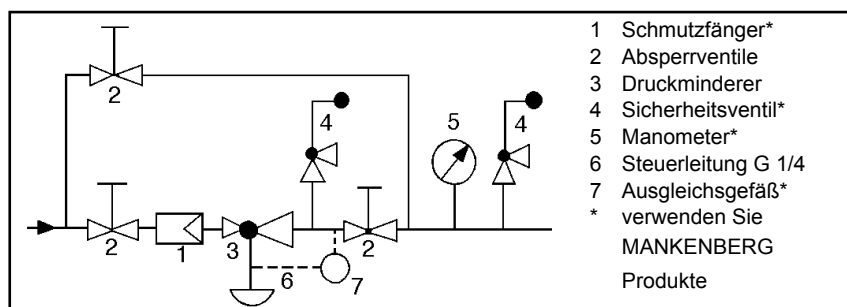 2
4
5
4
2
1
3
6
7
2
1 Schmutzfänger*
2 Absperrventile
3 Druckminderer
4 Sicherheitsventil*
5 Manometer*
6 Steuerleitung G 1/4
7 Ausgleichsgefäß*
* verwenden Sie
MANKENBERG
Produkte